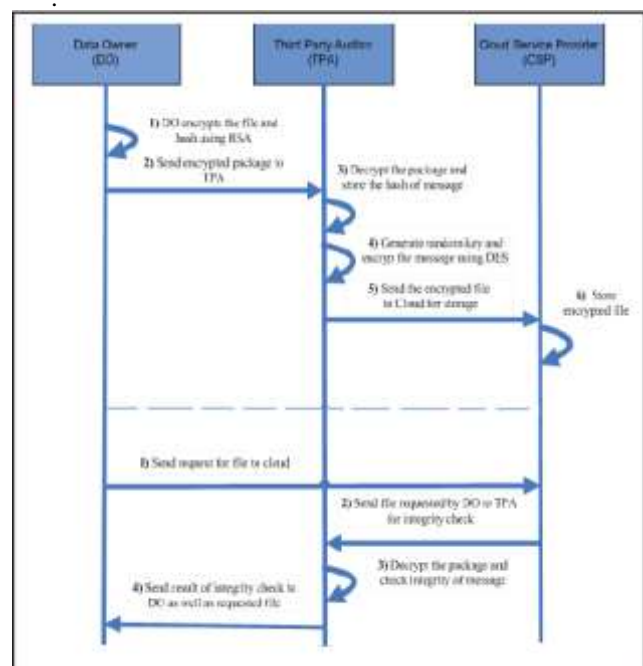 Data Owner
(DO)
Third Party Auditor
(TPA)
Cloud Service Provider
(CSP)
1) DO encrypts the file and
hash using RSA
2) Send encrypted package to
TPA
3) Decrypt the package and
store the hash of message
4) Generate random key and
encrypt the message using DES
5) Send the encrypted file
to Cloud for storage
6) Store
encrypted file
1) Send request for file to cloud
2) Send file requested by DO to TPA
for integrity check
3) Decrypt the package and
check integrity of message
4) Send result of integrity check to
DO as well as requested file